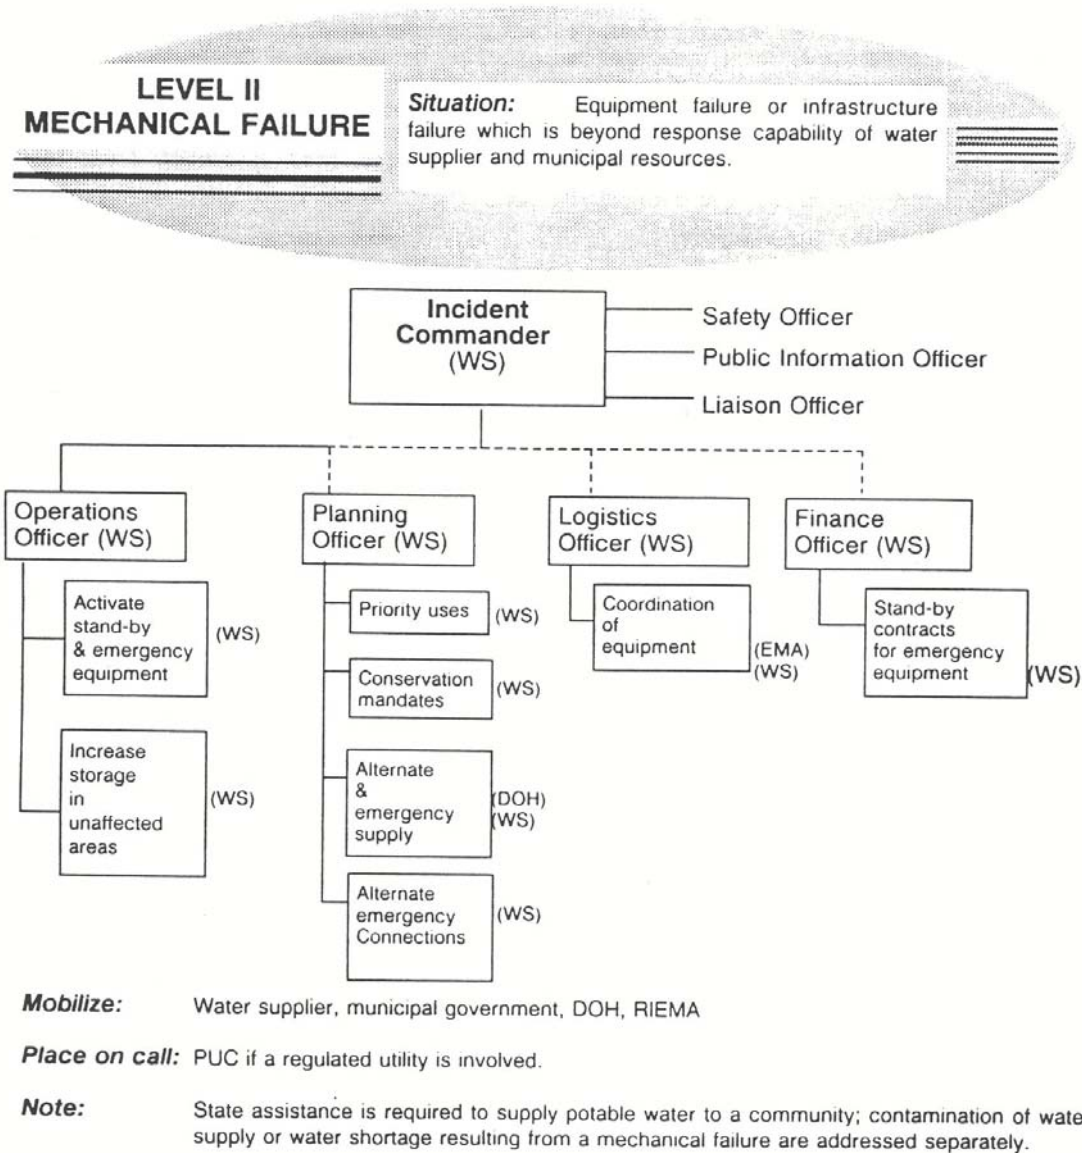 LEVEL II
MECHANICAL FAILURE
Situation: Equipment failure or infrastructure
failure which is beyond response capability of water
supplier and municipal resources.
Incident
Commander
(WS)
Safety Officer
Public Information Officer
Liaison Officer
Operations
Officer (WS)
Activate
stand-by
& emergency
equipment
(WS)
Increase
storage
in
unaffected
areas
(WS)
Planning
Officer (WS)
Priority uses
(WS)
Conservation
mandates
(WS)
Alternate
&
emergency
supply
(DOH)
(WS)
Alternate
emergency
Connections
(WS)
Logistics
Officer (WS)
Coordination
of
equipment
(EMA)
(WS)
Finance
Officer (WS)
Stand-by
contracts
for emergency
equipment
(WS)
Mobilize: Water supplier, municipal government, DOH, RIEMA
Place on call: PUC if a regulated utility is involved.
Note: State assistance is required to supply potable water to a community; contamination of wate
supply or water shortage resulting from a mechanical failure are addressed separately.